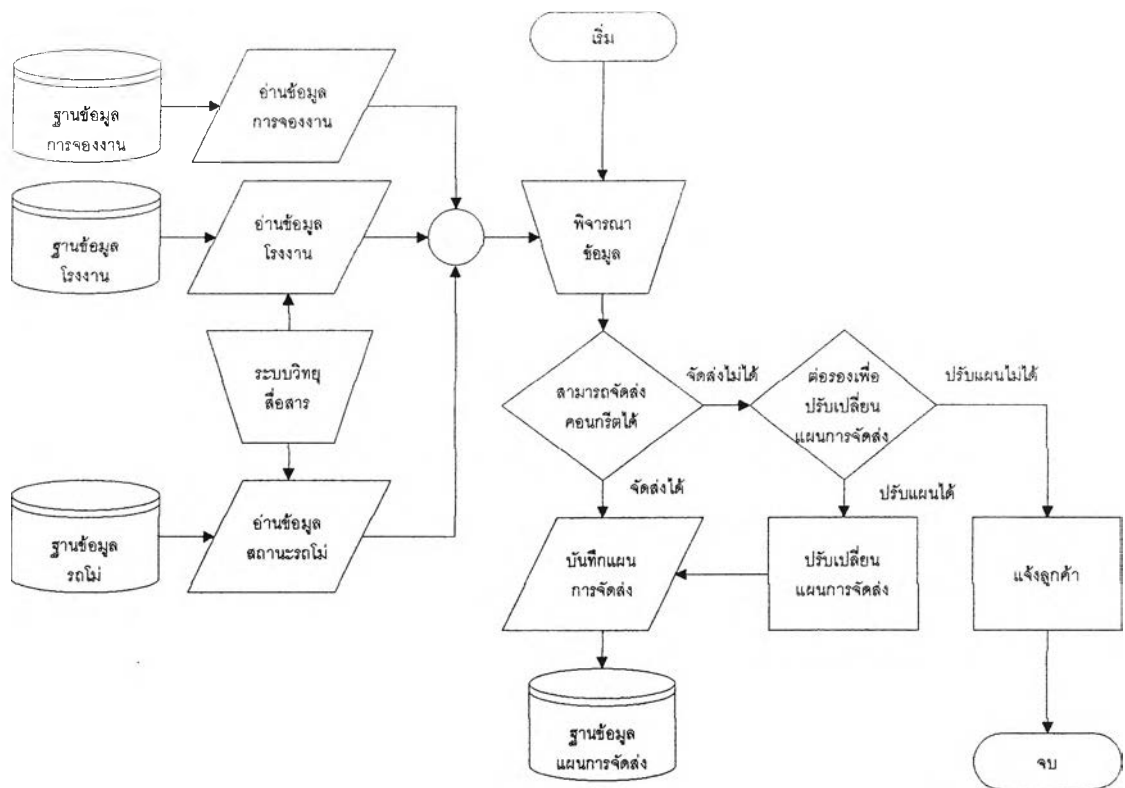 เริ่ม
ฐานข้อมูล
การจองงาน
อ่านข้อมูล
การจองงาน
ฐานข้อมูล
โรงงาน
อ่านข้อมูล
โรงงาน
พิจารณา
ข้อมูล
ระบบวิทยุ
สื่อสาร
สามารถจัดส่ง
คอนกรีตได้
จัดส่งไม่ได้
ต่อรองเพื่อ
ปรับเปลี่ยน
แผนการจัดส่ง
ปรับแผนไม่ได้
จัดส่งได้
ปรับแผนได้
ฐานข้อมูล
รถโม่
อ่านข้อมูล
สถานะรถโม่
บันทึกแผน
การจัดส่ง
ปรับเปลี่ยน
แผนการจัดส่ง
แจ้งลูกค้า
ฐานข้อมูล
แผนการจัดส่ง
จบ